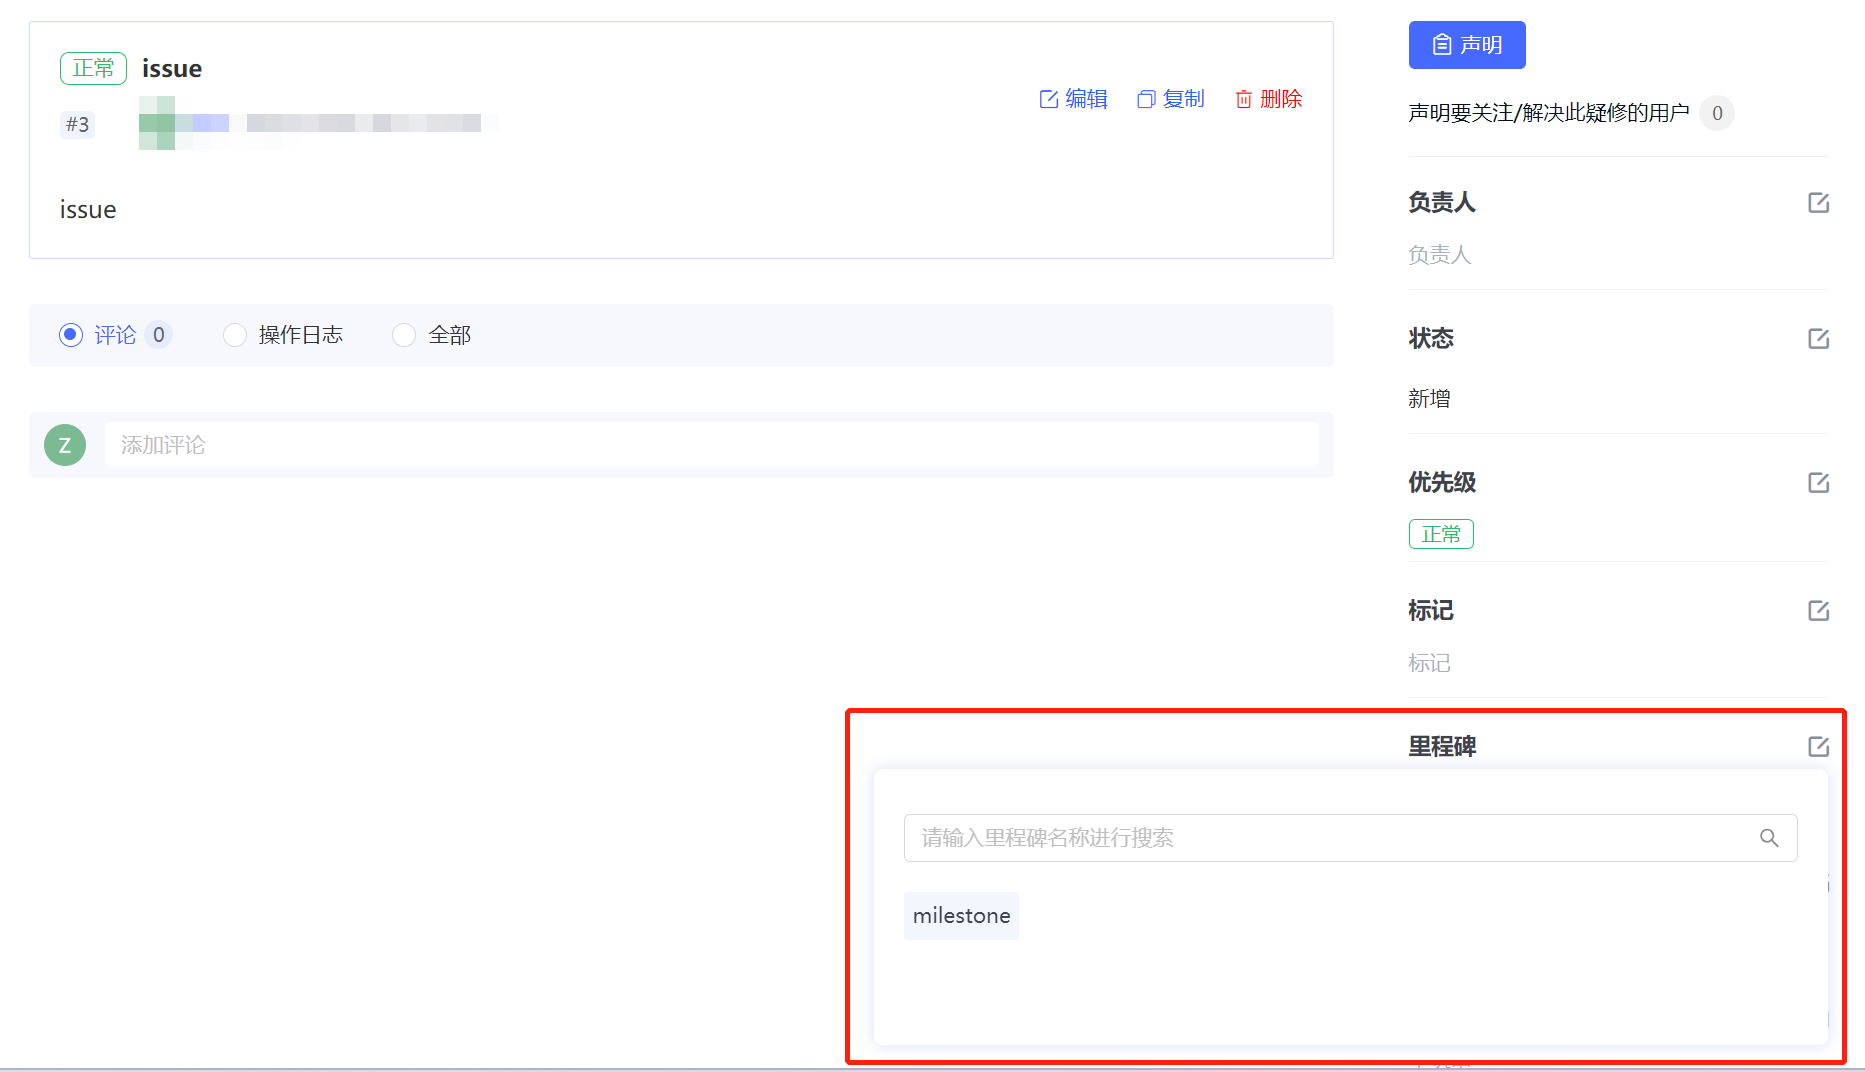 正常 issue
#3
编辑 复制 删除
issue
评论 0 操作日志 全部
Z 添加评论
声明
声明要关注/解决此疑修的用户 0
负责人
负责人
状态
新增
优先级
正常
标记
标记
里程碑
请输入里程碑名称进行搜索
milestone